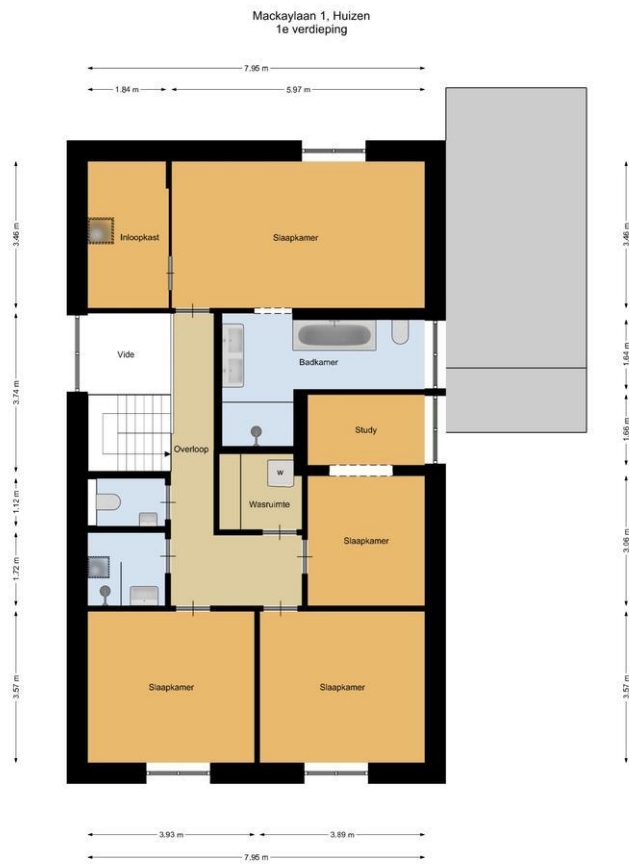 Mackaylaan 1, Huizen
1e verdieping
7.95 m
1.84 m
5.97 m
3.46 m
3.46 m
Inloopkast
Slaapkamer
Vide
Badkamer
1.64 m
3.74 m
Study
1.66 m
Overloop
W
Wasruimte
1.12 m
Slaapkamer
3.06 m
1.72 m
Slaapkamer
Slaapkamer
3.57 m
3.57 m
3.93 m
3.89 m
7.95 m